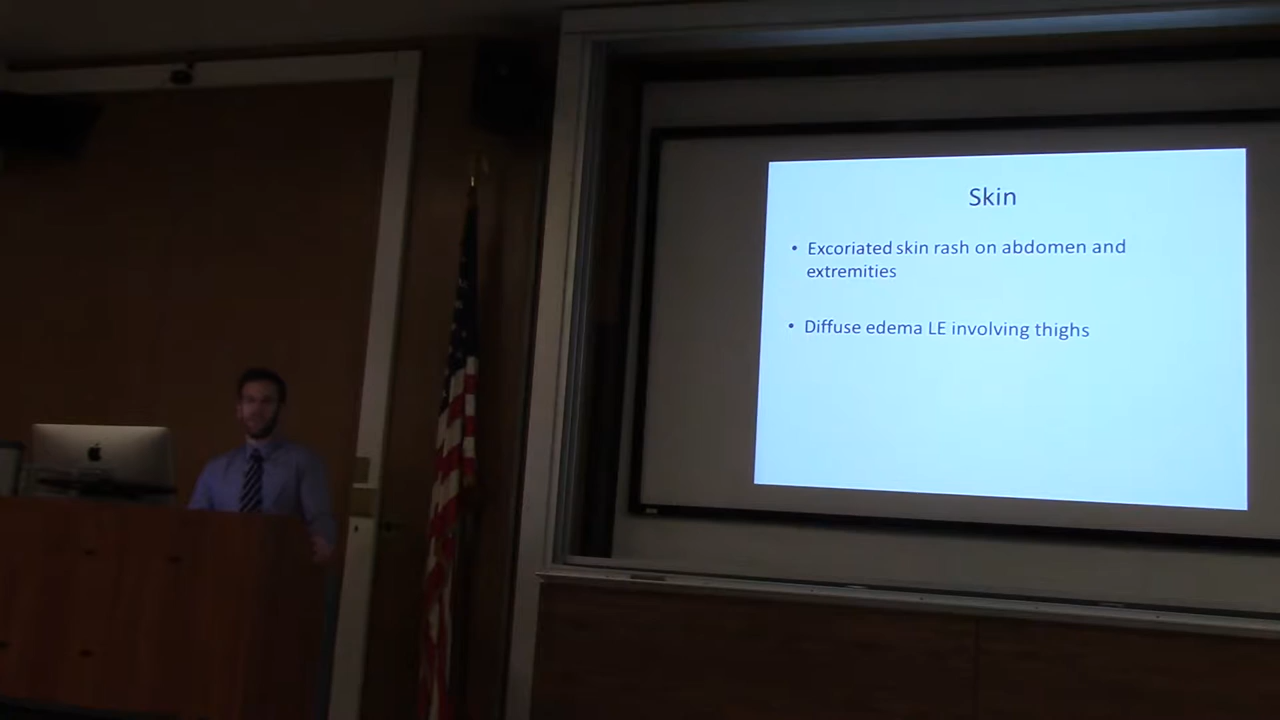 Skin
• Excoriated skin rash on abdomen and
extremities
• Diffuse edema LE involving thighs